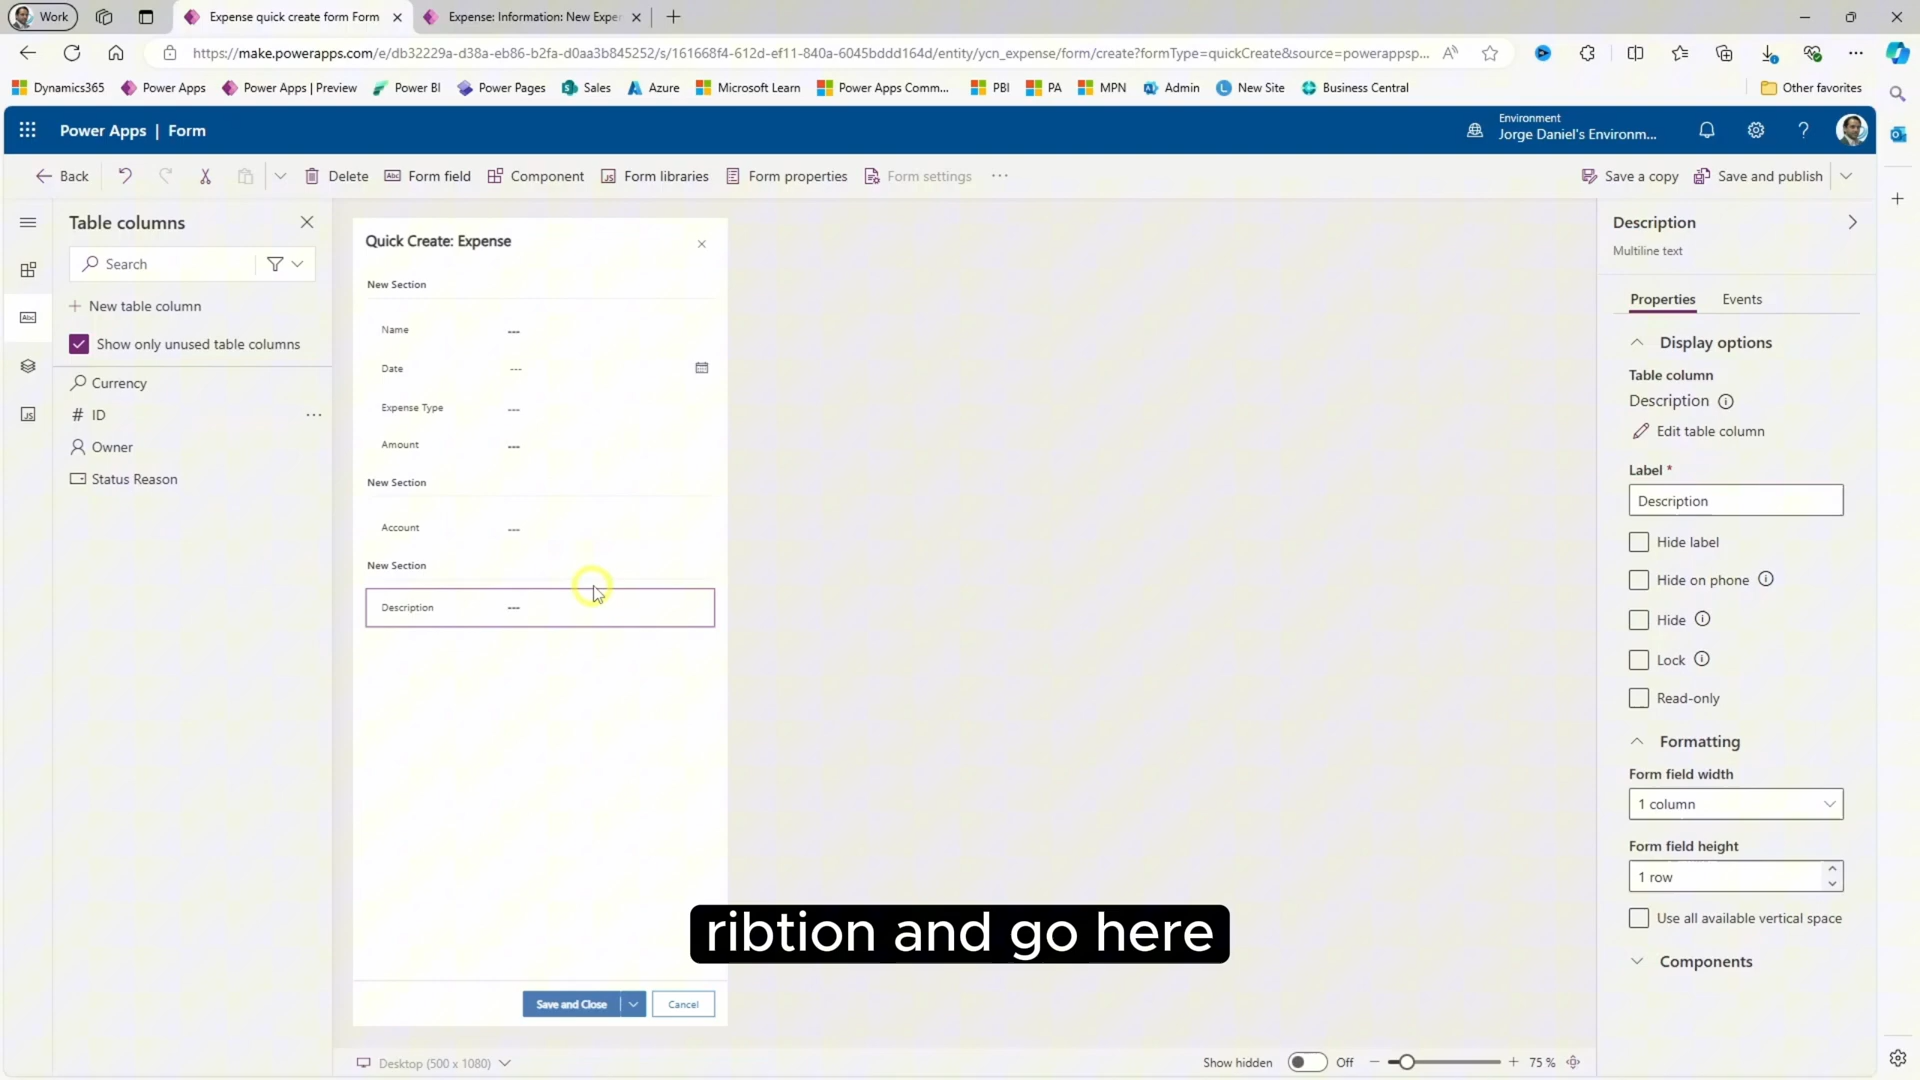 Work
Expense quick create form Form
Expense: Information: New Expe
https://make.powerapps.com/e/db32229a-d38a-eb86-b2fa-d0aa3b845252/s/161668f4-612d-ef11-840a-6045bddd164d/entity/ycn_expense/form/create?formType=quickCreate&source=powerappsp...
Dynamics365
Power Apps
Power Apps | Preview
Power BI
Power Pages
Sales
Azure
Microsoft Learn
Power Apps Comm...
PBI
PA
MPN
Admin
New Site
Business Central
Other favorites
Power Apps | Form
Environment
Jorge Daniel's Environm...
Back
Delete
Form field
Component
Form libraries
Form properties
Form settings
Save a copy
Save and publish
Table columns
Search
New table column
Show only unused table columns
Currency
ID
Owner
Status Reason
Quick Create: Expense
New Section
Name ---
Date ---
Expense Type ---
Amount ---
New Section
Account ---
New Section
Description ---
Save and Close
Cancel
Desktop (500 x 1080)
Show hidden
Off
75 %
Description
Multiline text
Properties
Events
Display options
Table column
Description
Edit table column
Label *
Description
Hide label
Hide on phone
Hide
Lock
Read-only
Formatting
Form field width
1 column
Form field height
1 row
Use all available vertical space
Components
ribtion and go here